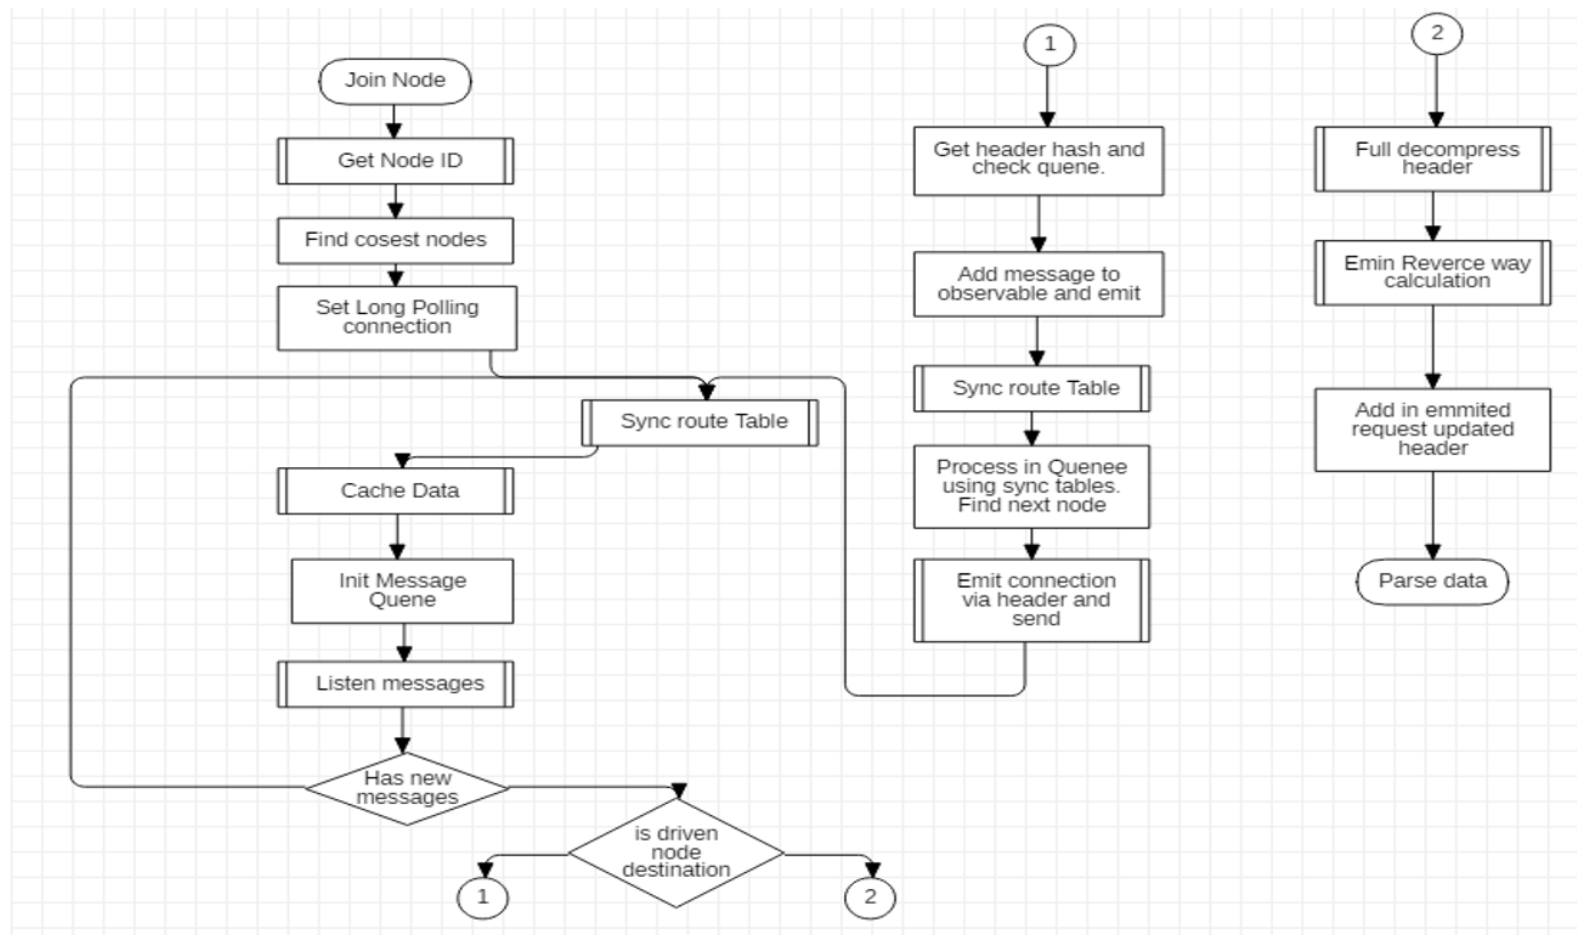 Join Node
Get Node ID
Find cosest nodes
Set Long Polling
connection
Sync route Table
Cache Data
Init Message
Quene
Listen messages
Has new
messages
is driven
node
destination
1
2
1
Get header hash and
check quene.
Add message to
observable and emit
Sync route Table
Process in Quenee
using sync tables.
Find next node
Emit connection
via header and
send
2
Full decompress
header
Emin Reverce way
calculation
Add in emmited
request updated
header
Parse data